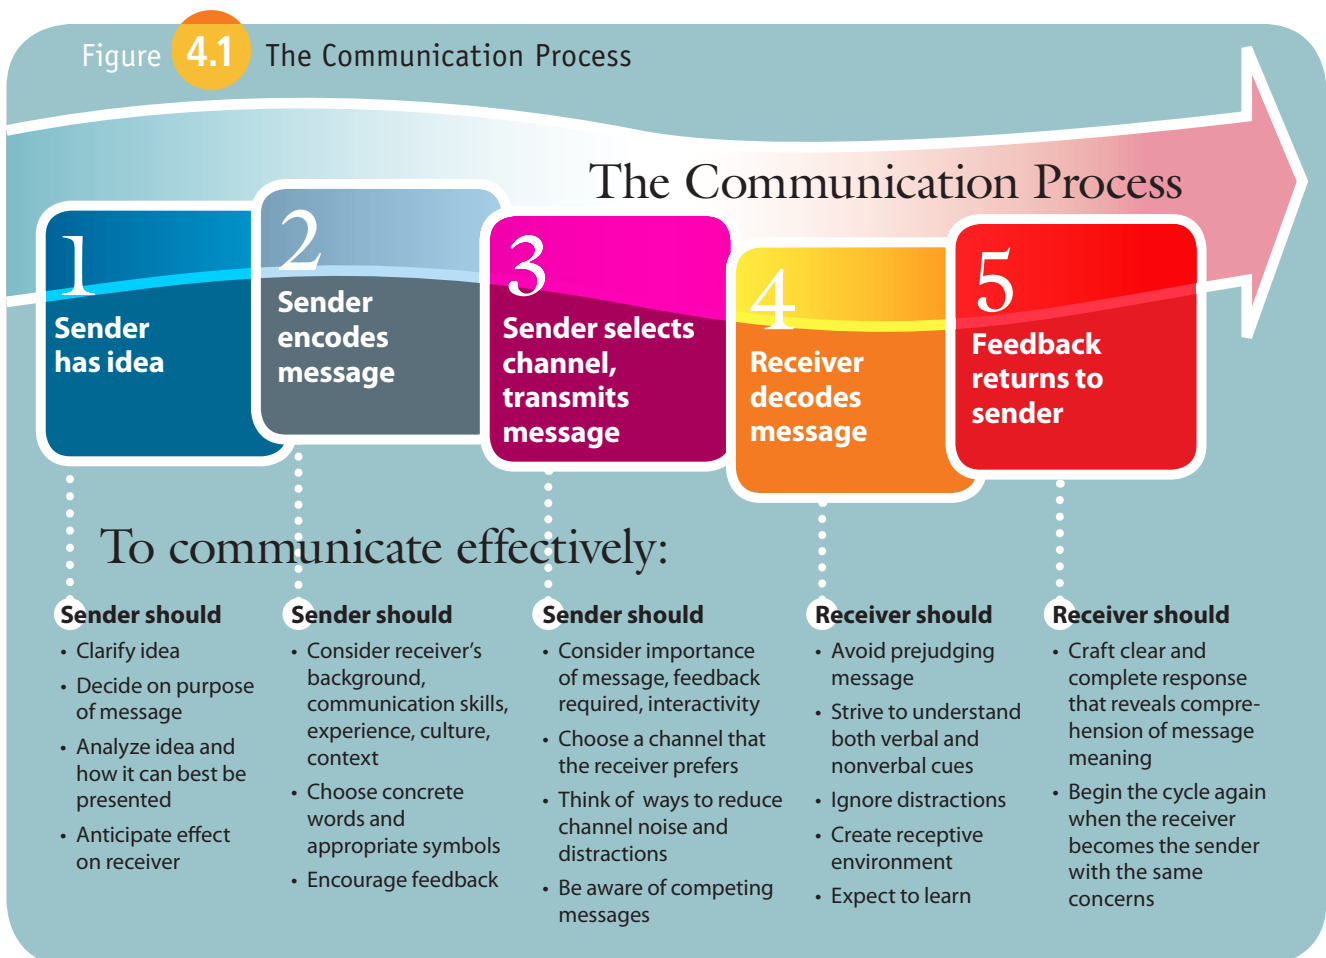 Figure 4.1 The Communication Process
The Communication Process
1
Sender
has idea
2
Sender
encodes
message
3
Sender selects
channel,
transmits
message
4
Receiver
decodes
message
5
Feedback
returns to
sender
To communicate effectively:
Sender should
• Clarify idea
• Decide on purpose
of message
• Analyze idea and
how it can best be
presented
• Anticipate effect
on receiver
Sender should
• Consider receiver's
background,
communication skills,
experience, culture,
context
• Choose concrete
words and
appropriate symbols
• Encourage feedback
Sender should
• Consider importance
of message, feedback
required, interactivity
• Choose a channel that
the receiver prefers
• Think of ways to reduce
channel noise and
distractions
• Be aware of competing
messages
Receiver should
• Avoid prejudging
message
• Strive to understand
both verbal and
nonverbal cues
• Ignore distractions
• Create receptive
environment
• Expect to learn
Receiver should
• Craft clear and
complete response
that reveals compre-
hension of message
meaning
• Begin the cycle again
when the receiver
becomes the sender
with the same
concerns